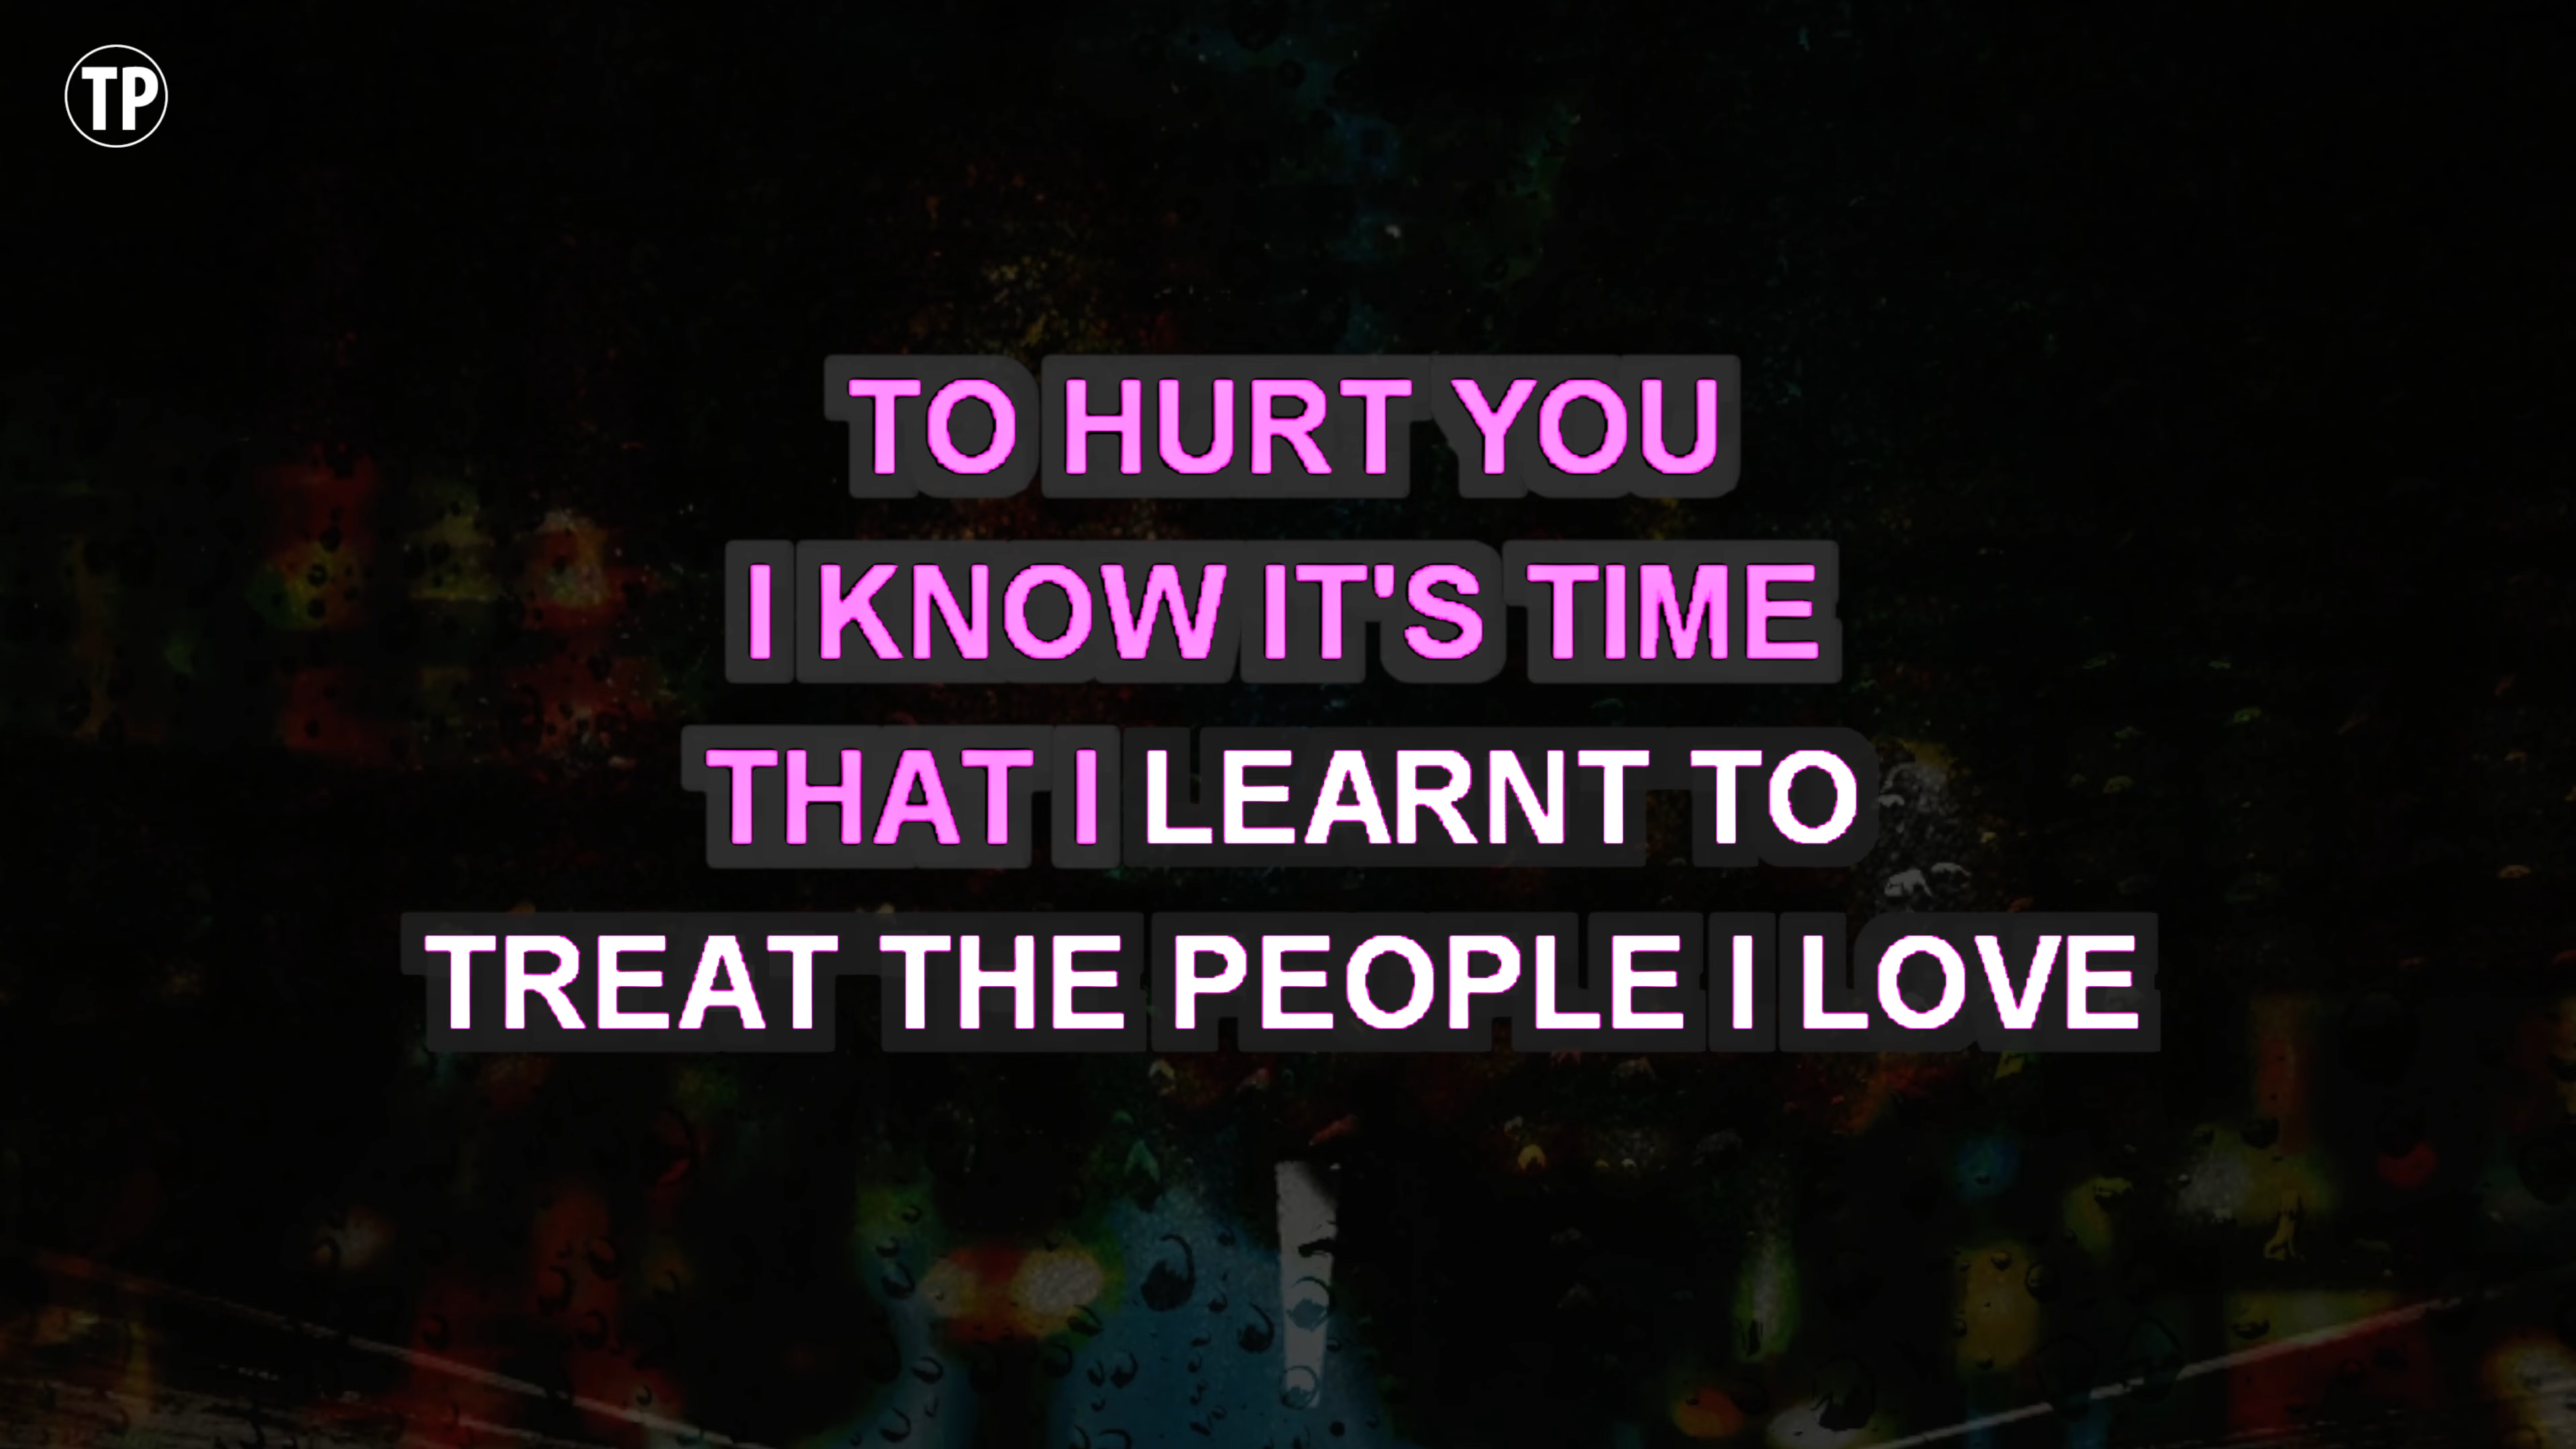 TP
TO HURT YOU
I KNOW IT'S TIME
THAT I LEARNT TO
TREAT THE PEOPLE I LOVE